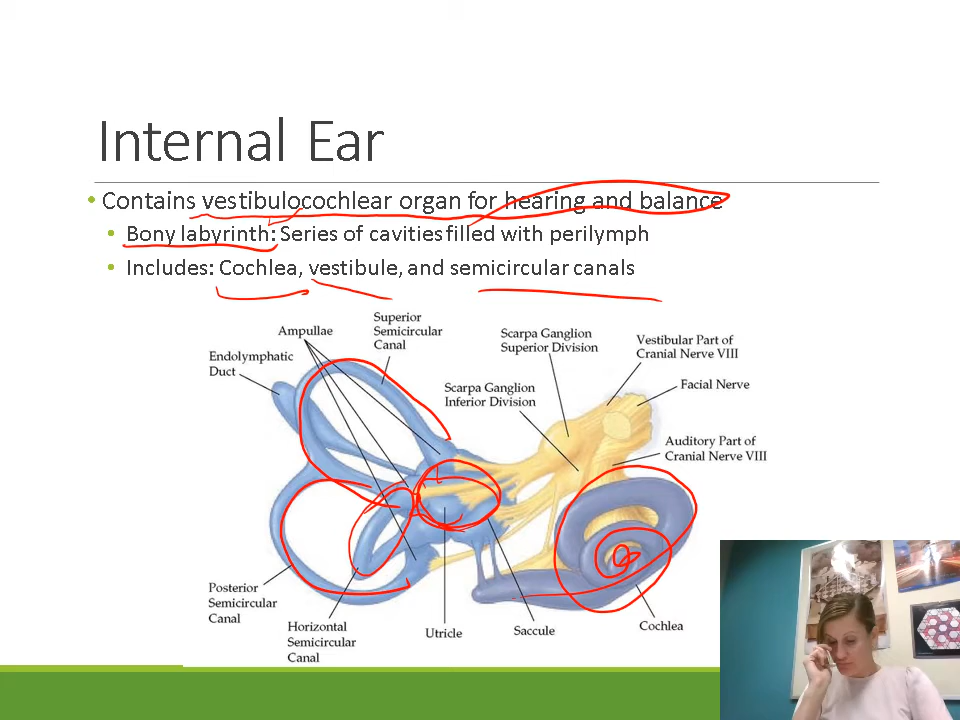 Internal Ear
• Contains vestibulocochlear organ for hearing and balance
• Bony labyrinth: Series of cavities filled with perilymph
• Includes: Cochlea, vestibule, and semicircular canals
Ampullae
Superior
Semicircular
Canal
Endolymphatic
Duct
Scarpa Ganglion
Superior Division
Vestibular Part of
Cranial Nerve VIII
Scarpa Ganglion
Inferior Division
Facial Nerve
Auditory Part of
Cranial Nerve VIII
Posterior
Semicircular
Canal
Horizontal
Semicircular
Canal
Utricle
Saccule
Cochlea